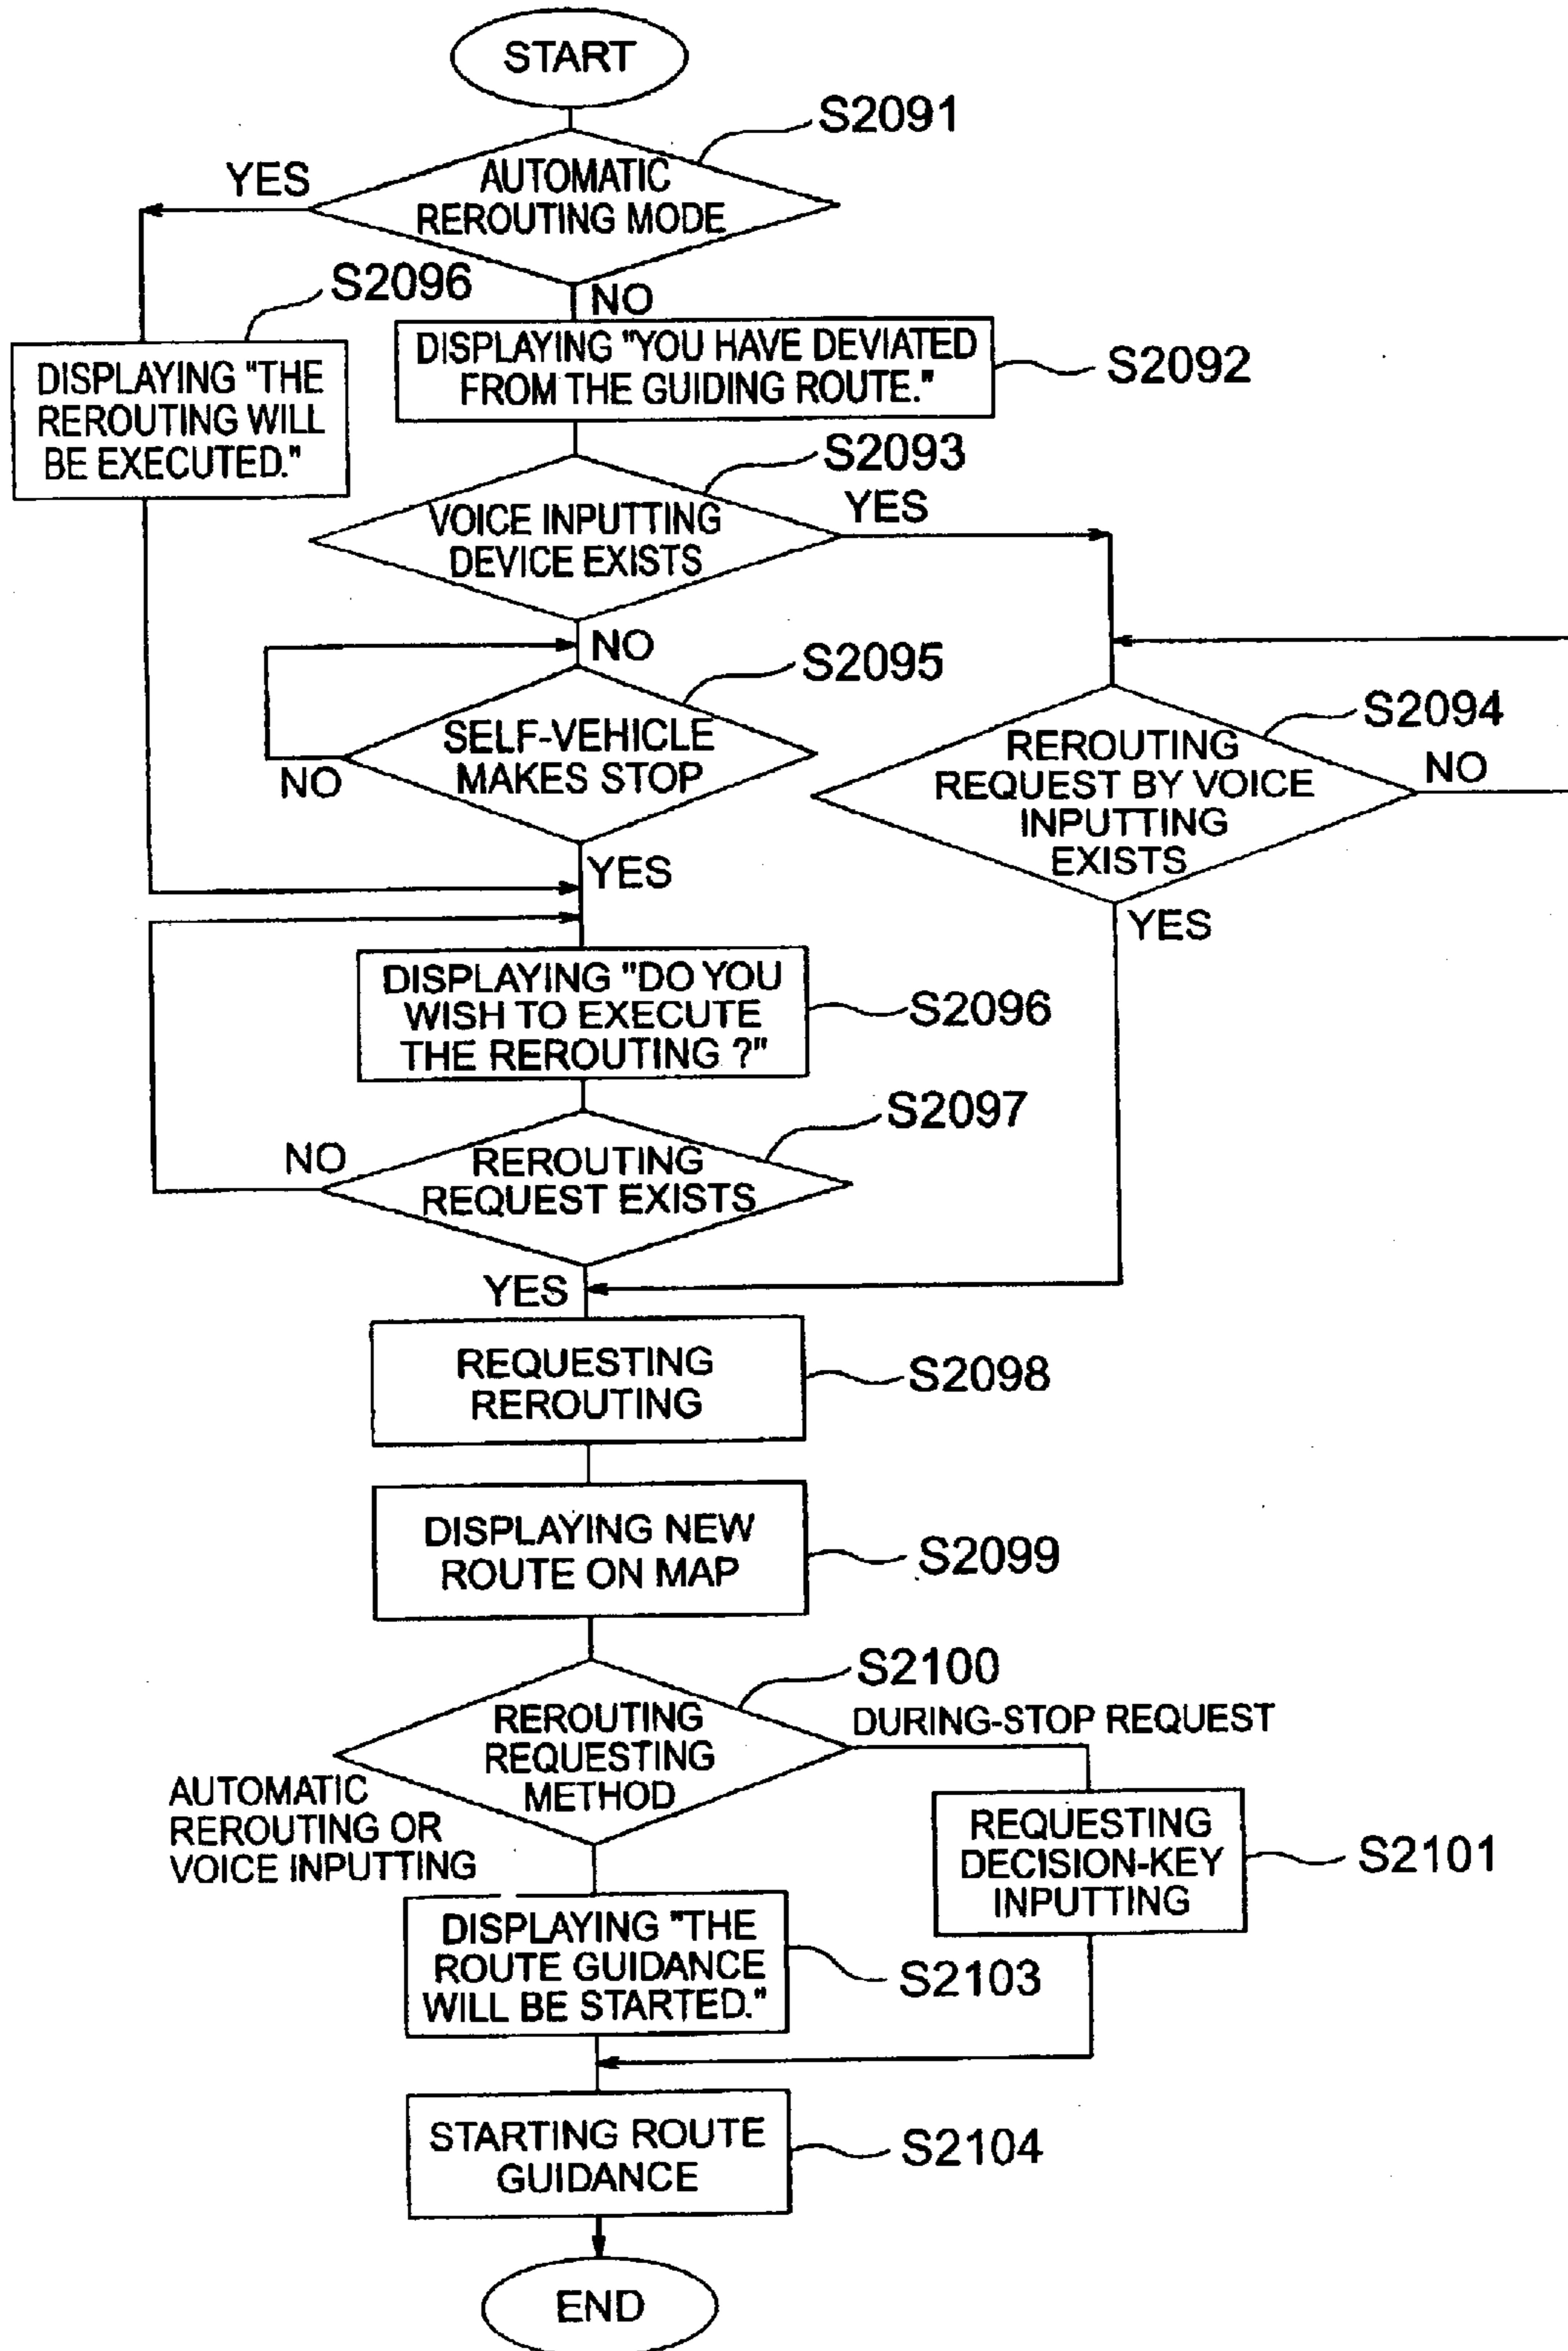 START
S2091
YES
AUTOMATIC
REROUTING MODE
S2096
NO
DISPLAYING "THE
REROUTING WILL
BE EXECUTED."
DISPLAYING "YOU HAVE DEVIATED
FROM THE GUIDING ROUTE."
S2092
S2093
VOICE INPUTTING
DEVICE EXISTS
YES
NO
S2095
SELF-VEHICLE
MAKES STOP
NO
S2094
REROUTING
REQUEST BY VOICE
INPUTTING
EXISTS
NO
YES
YES
DISPLAYING "DO YOU
WISH TO EXECUTE
THE REROUTING ?"
S2096
S2097
NO
REROUTING
REQUEST EXISTS
YES
REQUESTING
REROUTING
S2098
DISPLAYING NEW
ROUTE ON MAP
S2099
S2100
REROUTING
REQUESTING
METHOD
DURING-STOP REQUEST
AUTOMATIC
REROUTING OR
VOICE INPUTTING
REQUESTING
DECISION-KEY
INPUTTING
S2101
DISPLAYING "THE
ROUTE GUIDANCE
WILL BE STARTED."
S2103
STARTING ROUTE
GUIDANCE
S2104
END